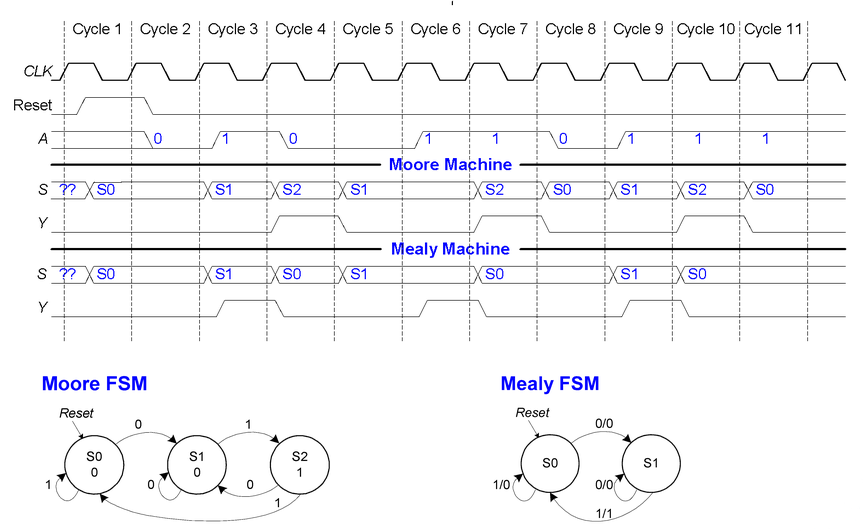 Cycle 1 Cycle 2 Cycle 3 Cycle 4 Cycle 5 Cycle 6 Cycle 7 Cycle 8 Cycle 9 Cycle 10 Cycle 11
CLK
Reset
A 0 1 0 1 1 0 1 1 1
Moore Machine
S ?? S0 S1 S2 S1 S2 S0 S1 S2 S0
Y
Mealy Machine
S ?? S0 S1 S0 S1 S0 S1 S0
Y
Moore FSM Mealy FSM
Reset 0 1 Reset 0/0
S0 S1 S2 S0 S1
0 0 1
1 0 0 1/0 0/0
1 1/1